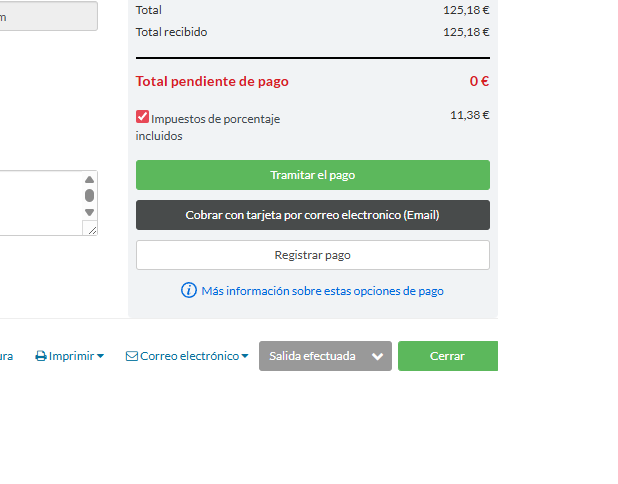 m
Total 125,18 €
Total recibido 125,18 €
Total pendiente de pago 0 €
Impuestos de porcentaje incluidos 11,38 €
Tramitar el pago
Cobrar con tarjeta por correo electronico (Email)
Registrar pago
Más información sobre estas opciones de pago
ura Imprimir Correo electrónico Salida efectuada Cerrar